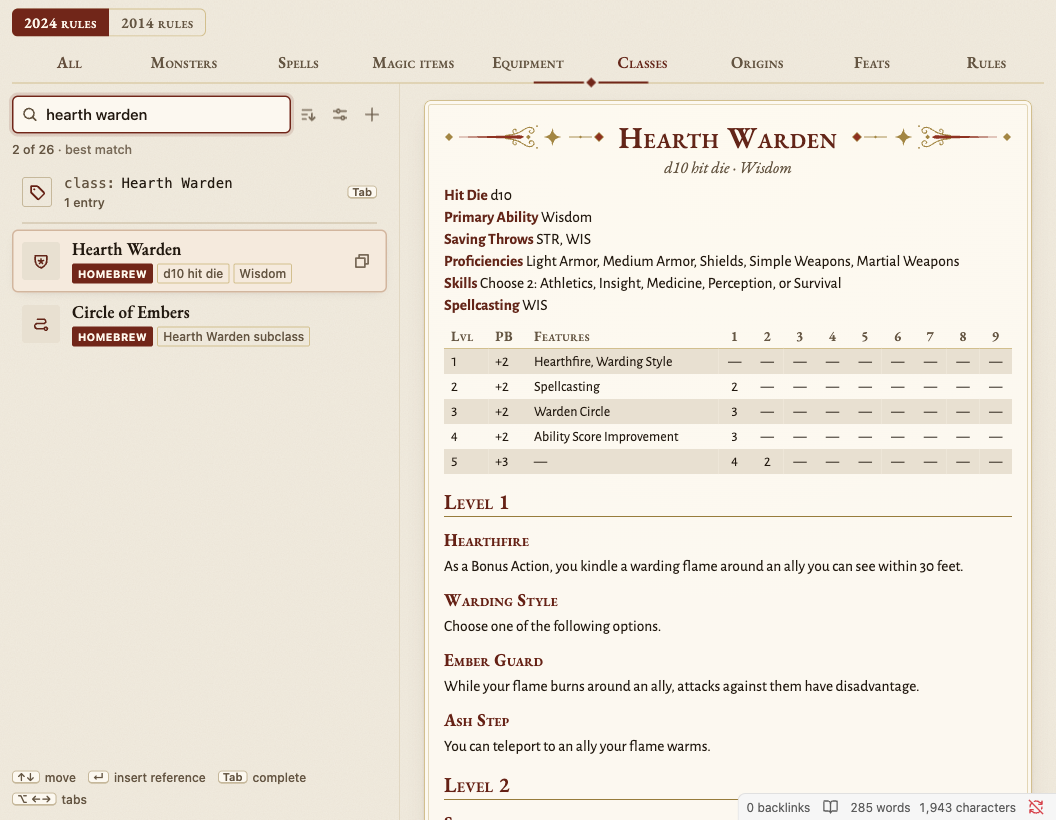 2024 RULES 2014 RULES
ALL MONSTERS SPELLS MAGIC ITEMS EQUIPMENT CLASSES ORIGINS FEATS RULES
hearth warden
2 of 26 · best match
class: Hearth Warden Tab
1 entry
Hearth Warden
HOMEBREW d10 hit die Wisdom
Circle of Embers
HOMEBREW Hearth Warden subclass
↑↓ move ↵ insert reference Tab complete
⌥ ←→ tabs
HEARTH WARDEN
d10 hit die · Wisdom
Hit Die d10
Primary Ability Wisdom
Saving Throws STR, WIS
Proficiencies Light Armor, Medium Armor, Shields, Simple Weapons, Martial Weapons
Skills Choose 2: Athletics, Insight, Medicine, Perception, or Survival
Spellcasting WIS
LVL PB FEATURES 1 2 3 4 5 6 7 8 9
1 +2 Hearthfire, Warding Style — — — — — — — — —
2 +2 Spellcasting 2 — — — — — — — —
3 +2 Warden Circle 3 — — — — — — — —
4 +2 Ability Score Improvement 3 — — — — — — — —
5 +3 — 4 2 — — — — — — —
LEVEL 1
HEARTHFIRE
As a Bonus Action, you kindle a warding flame around an ally you can see within 30 feet.
WARDING STYLE
Choose one of the following options.
EMBER GUARD
While your flame burns around an ally, attacks against them have disadvantage.
ASH STEP
You can teleport to an ally your flame warms.
LEVEL 2
0 backlinks 285 words 1,943 characters